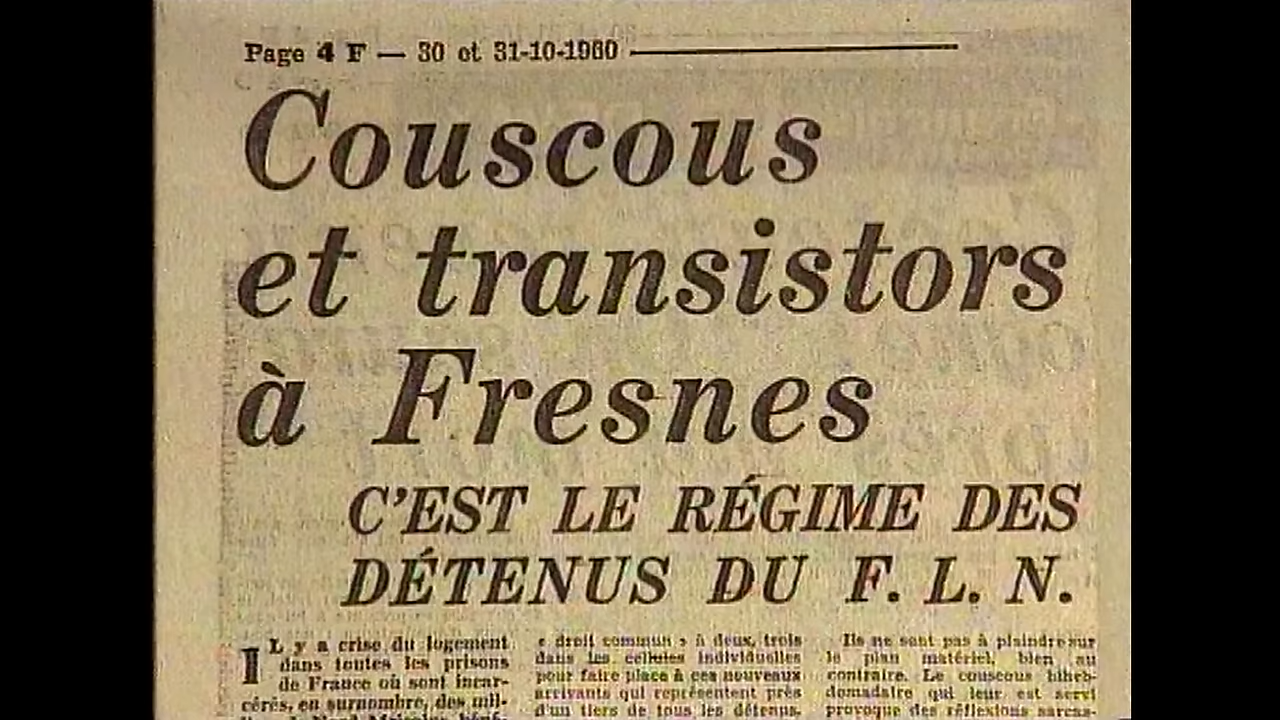 Page 4 F — 30 et 31-10-1960
Couscous
et transistors
à Fresnes
C'EST LE RÉGIME DES
DÉTENUS DU F. L. N.
IL y a crise du logement
dans toutes les prisons
de France où sont incar-
cérés, en surnombre, des mil-
« droit commun » à deux, trois
dans les cellules individuelles
pour faire place à ces nouveaux
arrivants qui représentent près
d'un tiers de tous les détenus.
Ils ne sont pas à plaindre sur
le plan matériel, bien au
contraire. Le couscous biheb-
domadaire qui leur est servi
provoque des réflexions sarcas-